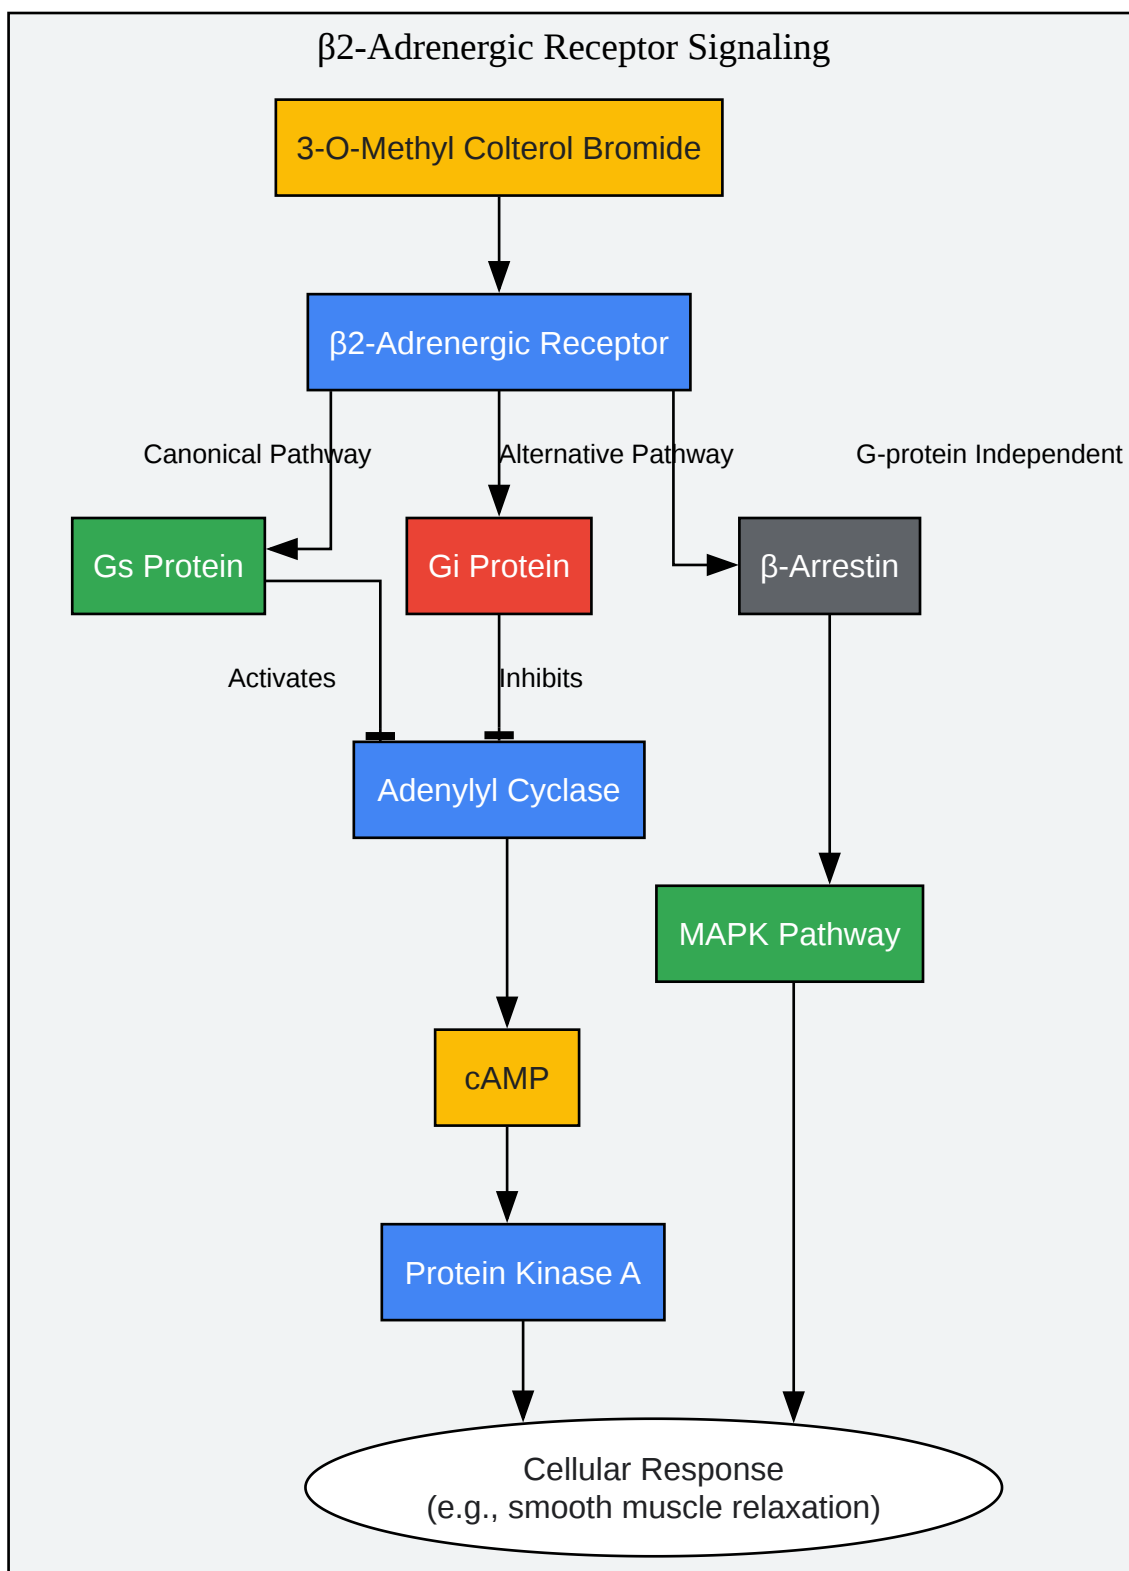 β2-Adrenergic Receptor Signaling
3-O-Methyl Colterol Bromide
β2-Adrenergic Receptor
Canonical Pathway
Alternative Pathway
G-protein Independent
Gs Protein
Gi Protein
β-Arrestin
Activates
Inhibits
Adenylyl Cyclase
MAPK Pathway
cAMP
Protein Kinase A
Cellular Response
(e.g., smooth muscle relaxation)